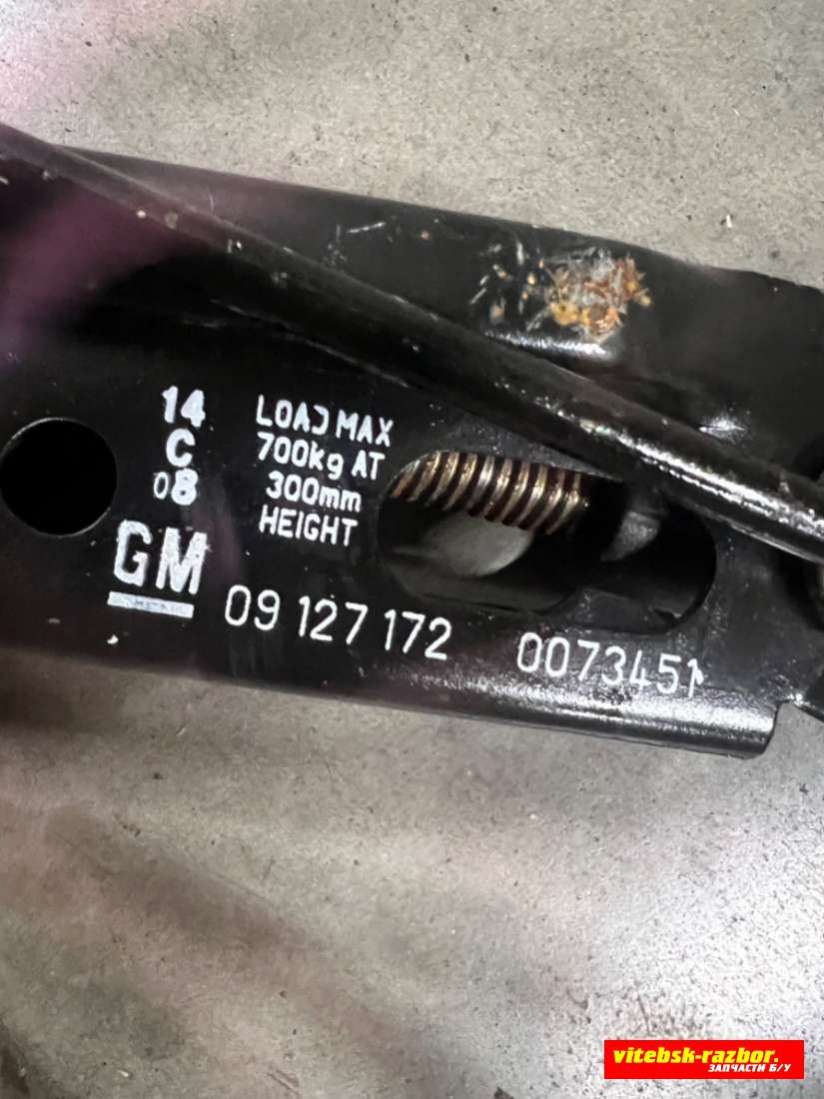 14
C
08
LOAD MAX
700kg AT
300mm
HEIGHT
GM
09 127 172
0073451
vitebsk-razbor.
ЗАПЧАСТИ Б/У